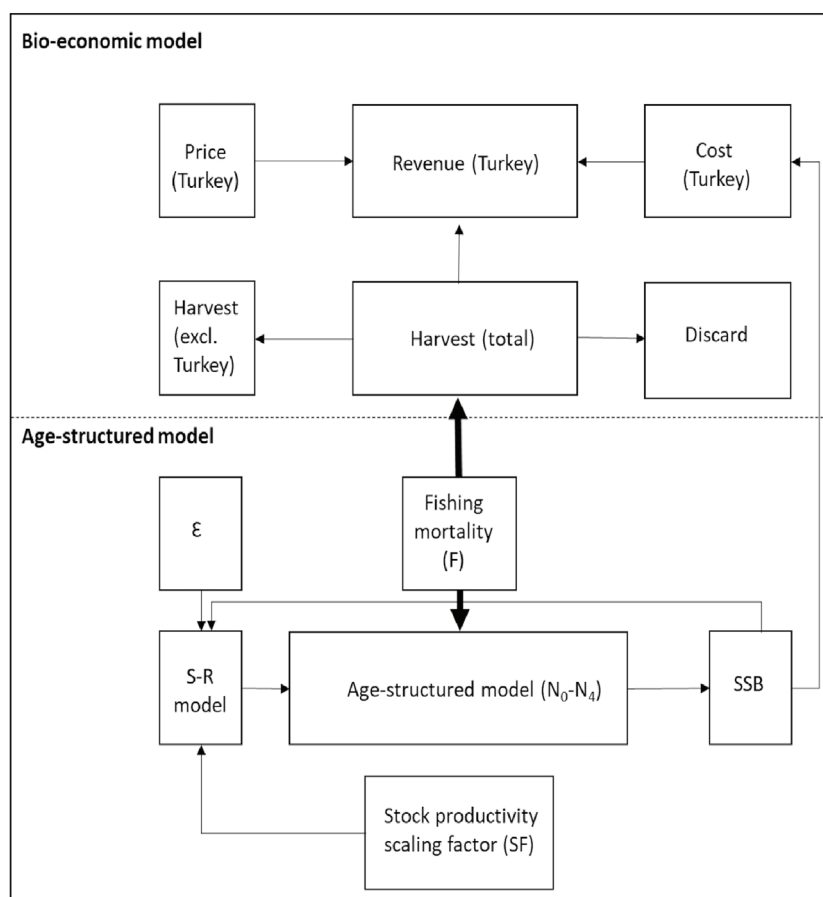 Bio-economic model
Price
(Turkey)
Revenue (Turkey)
Cost
(Turkey)
Harvest
(excl.
Turkey)
Harvest (total)
Discard
Age-structured model
ε
Fishing
mortality
(F)
S-R
model
Age-structured model (N₀-N₄)
SSB
Stock productivity
scaling factor (SF)